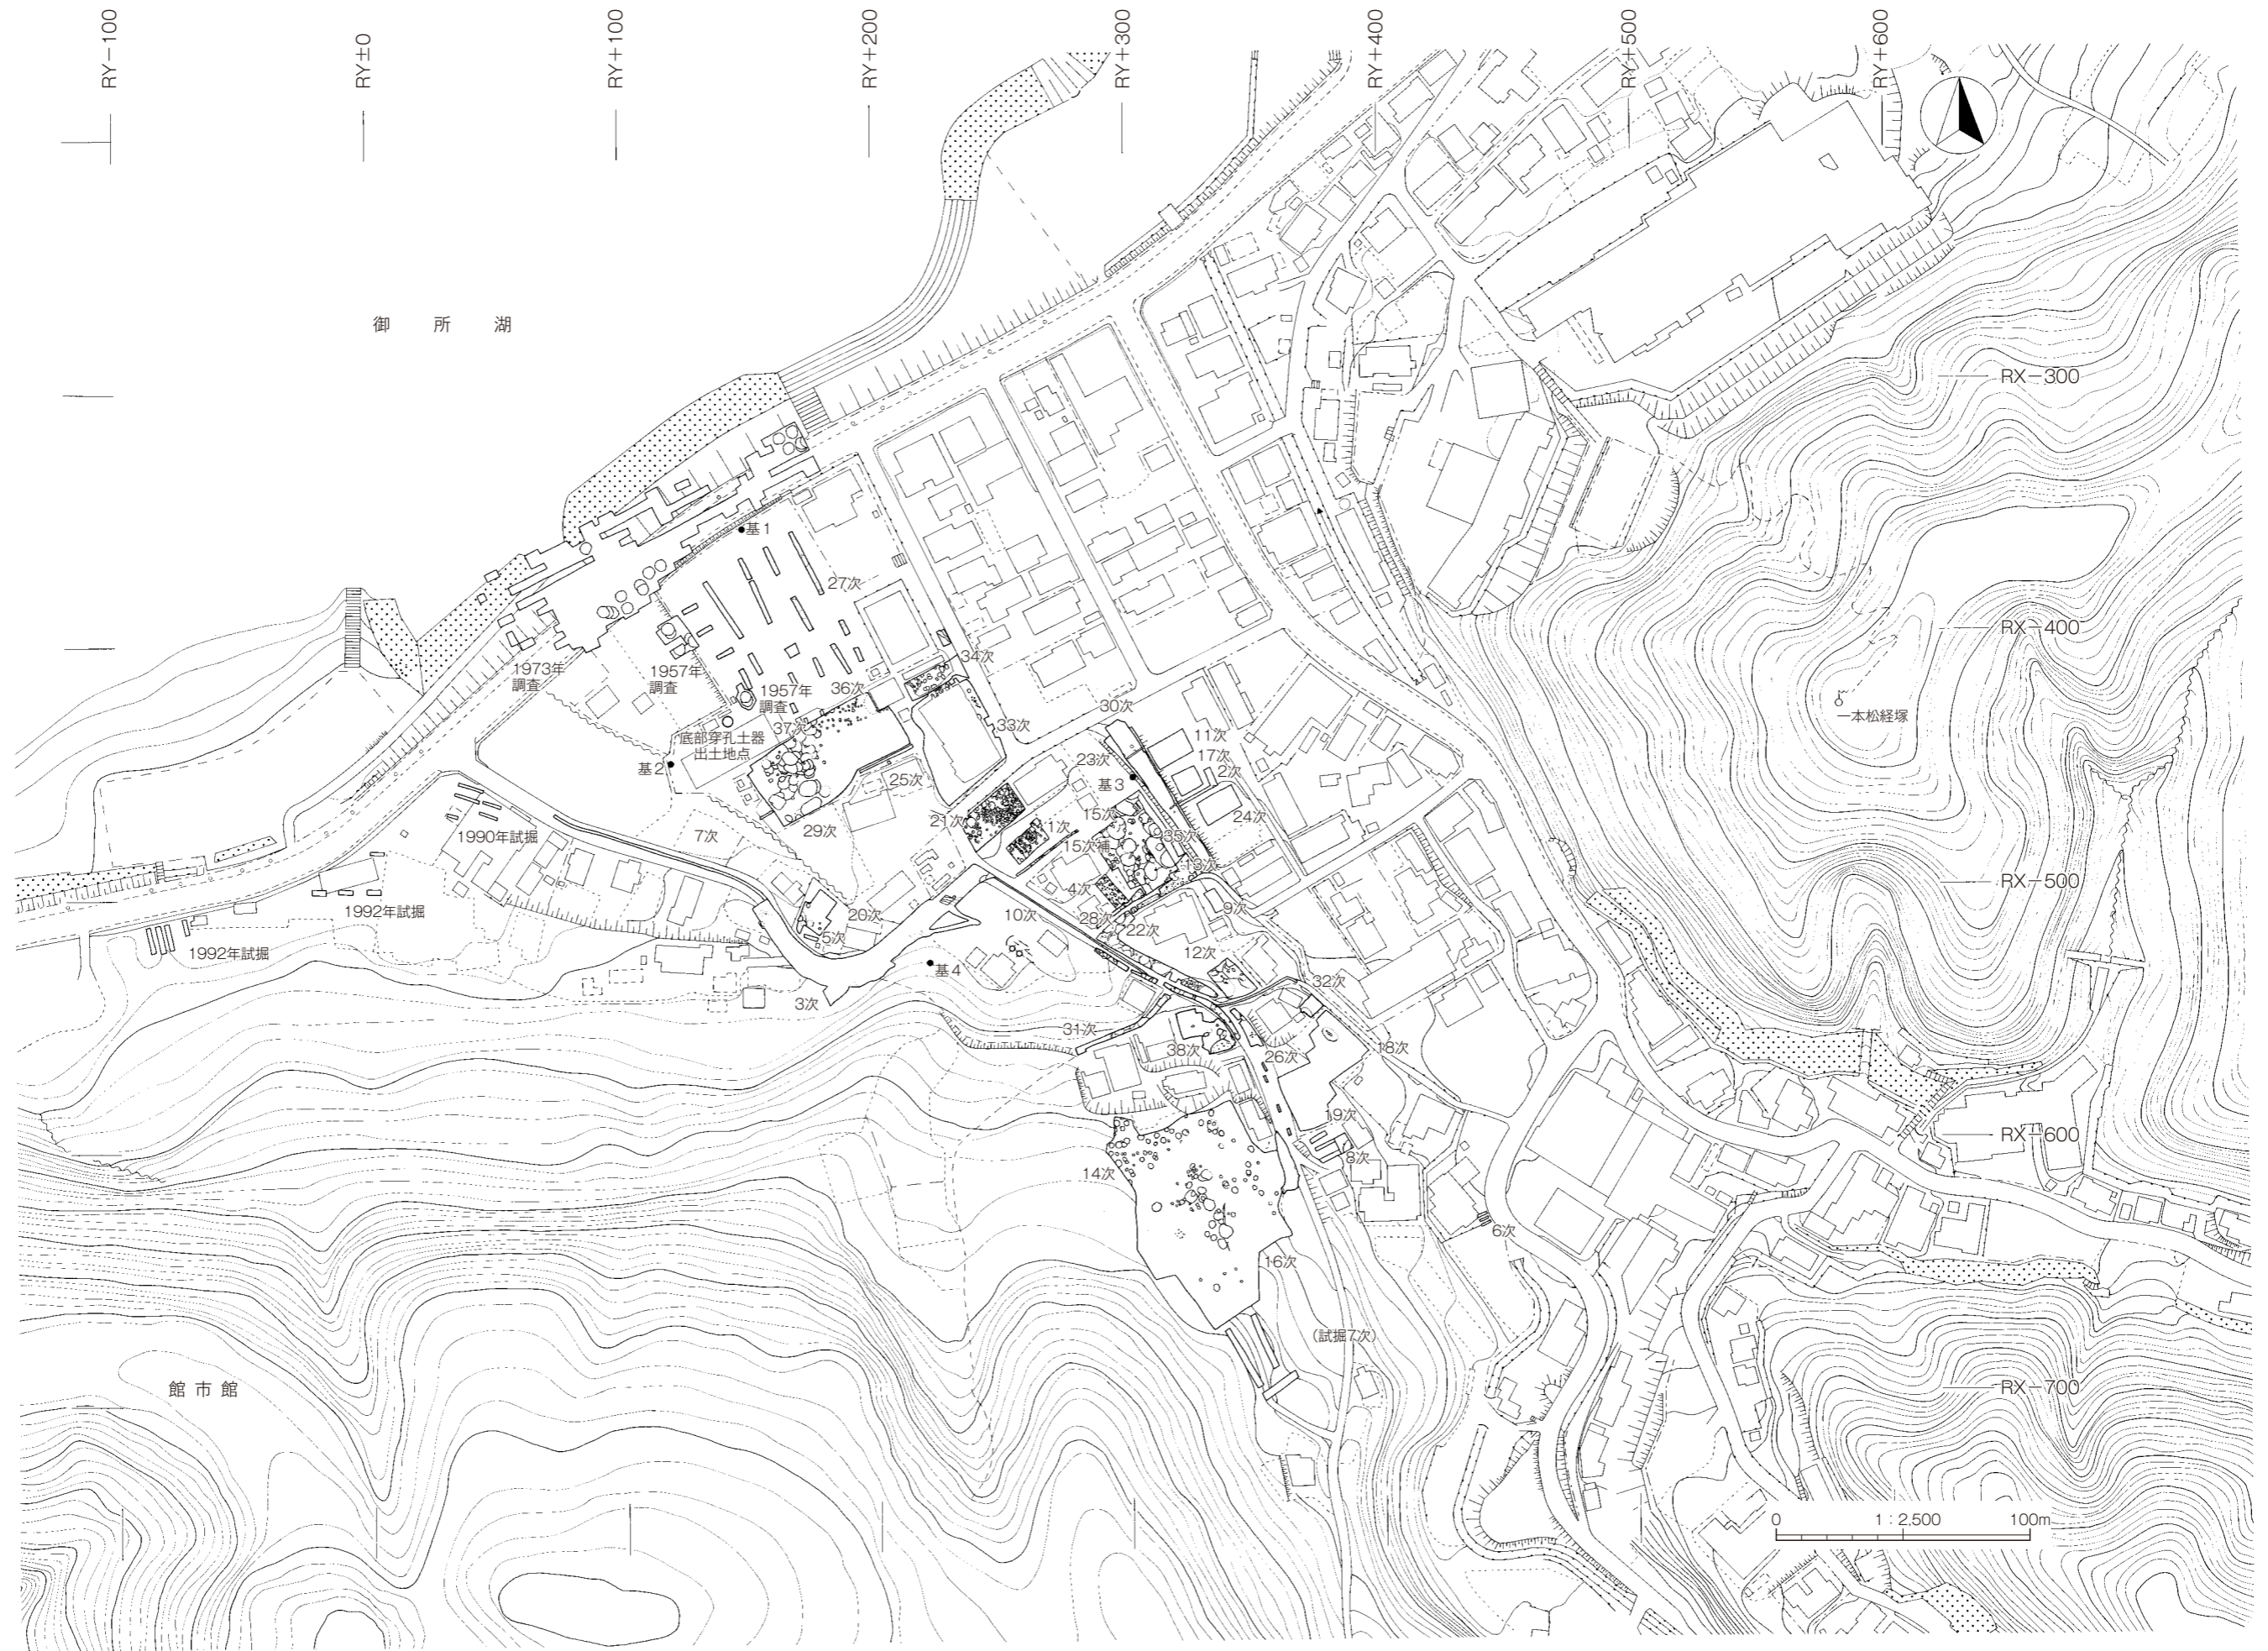 RY−100
RY±0
RY+100
RY+200
RY+300
RY+400
RY+500
RY+600
御所湖
RX−300
基1
27次
RX−400
34次
1973年
調査
1957年
調査
1957年
調査
36次
一本松経塚
37次
底部穿孔土器
出土地点
33次
30次
11次
17次
2次
23次
基3
基2
25次
24次
15次
21次
1次
29次
7次
35次
15次補
13次
1990年試掘
4次
RX−500
1992年試掘
20次
10次
28次
22次
9次
5次
1992年試掘
12次
基4
32次
3次
31次
38次
26次
18次
19次
8次
RX−600
14次
6次
16次
(試掘7次)
館市館
RX−700
0
1:2,500
100m